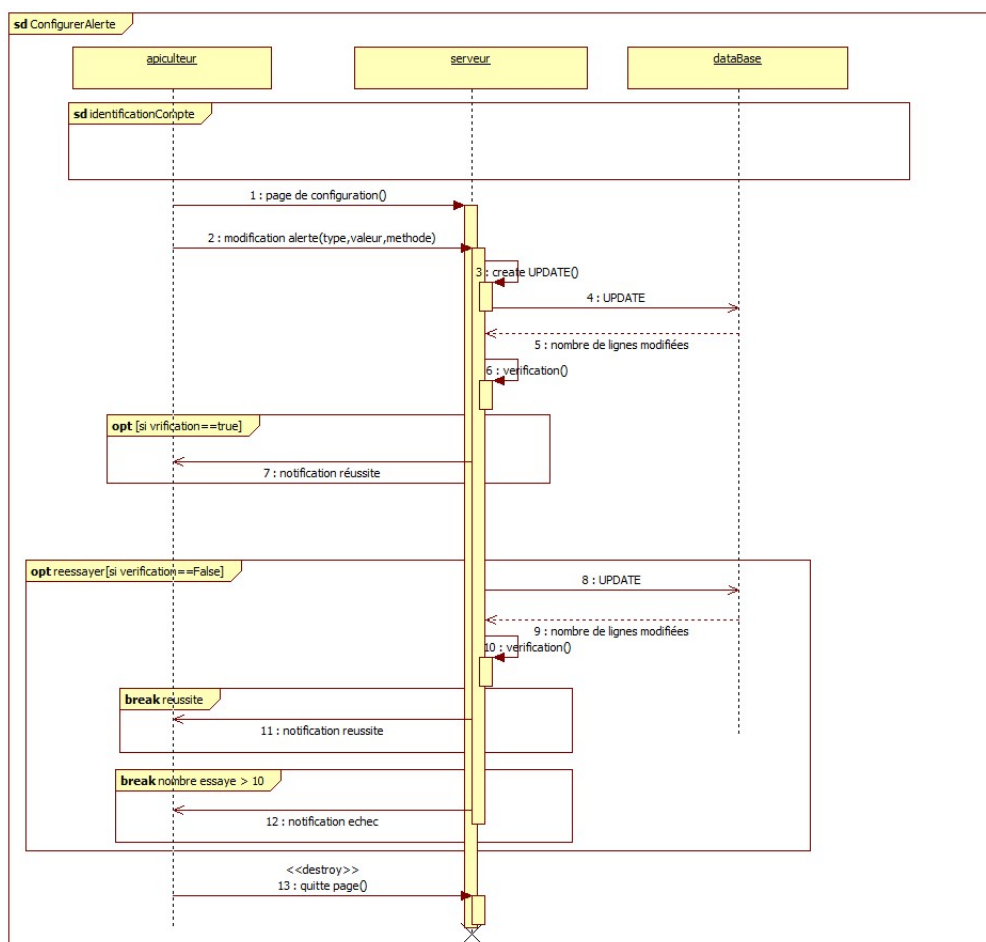 sd ConfigurerAlerte
apiculteur
serveur
dataBase
sd identificationCompte
1 : page de configuration()
2 : modification alerte(type,valeur,methode)
3 : create UPDATE()
4 : UPDATE
5 : nombre de lignes modifiées
6 : verification()
opt [si vrification==true]
7 : notification réussite
opt reessayer[si verification==False]
8 : UPDATE
9 : nombre de lignes modifiées
10 : verification()
break reussite
11 : notification reussite
break nombre essaye > 10
12 : notification echec
<<destroy>>
13 : quitte page()